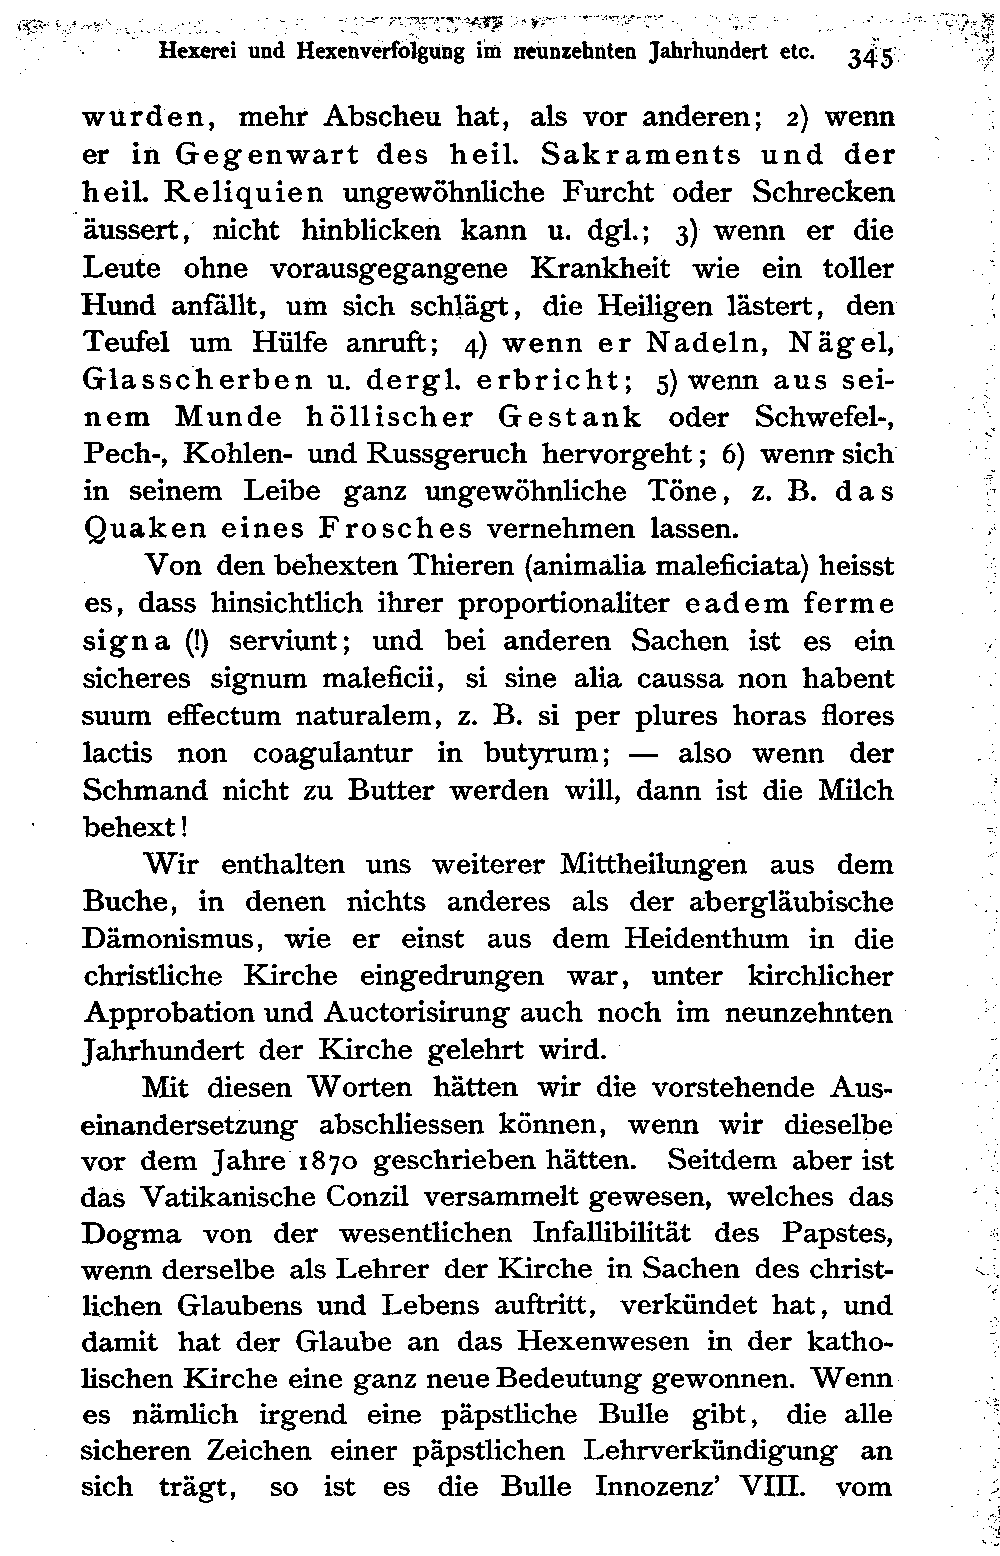 Hexerei und Hexenverfolgung im neunzehnten Jahrhundert etc. 345
wurden, mehr Abscheu hat, als vor anderen; 2) wenn
er in Gegenwart des heil. Sakraments und der
heil. Reliquien ungewöhnliche Furcht oder Schrecken
äussert, nicht hinblicken kann u. dgl.; 3) wenn er die
Leute ohne vorausgegangene Krankheit wie ein toller
Hund anfällt, um sich schlägt, die Heiligen lästert, den
Teufel um Hülfe anruft; 4) wenn er Nadeln, Nägel,
Glasscherben u. dergl. erbricht; 5) wenn aus sei-
nem Munde höllischer Gestank oder Schwefel-,
Pech-, Kohlen- und Russgeruch hervorgeht; 6) wenn sich
in seinem Leibe ganz ungewöhnliche Töne, z. B. das
Quaken eines Frosches vernehmen lassen.
Von den behexten Thieren (animalia maleficiata) heisst
es, dass hinsichtlich ihrer proportionaliter eadem ferme
signa (!) serviunt; und bei anderen Sachen ist es ein
sicheres signum maleficii, si sine alia caussa non habent
suum effectum naturalem, z. B. si per plures horas flores
lactis non coagulantur in butyrum; — also wenn der
Schmand nicht zu Butter werden will, dann ist die Milch
behext!
Wir enthalten uns weiterer Mittheilungen aus dem
Buche, in denen nichts anderes als der abergläubische
Dämonismus, wie er einst aus dem Heidenthum in die
christliche Kirche eingedrungen war, unter kirchlicher
Approbation und Auctorisirung auch noch im neunzehnten
Jahrhundert der Kirche gelehrt wird.
Mit diesen Worten hätten wir die vorstehende Aus-
einandersetzung abschliessen können, wenn wir dieselbe
vor dem Jahre 1870 geschrieben hätten. Seitdem aber ist
das Vatikanische Conzil versammelt gewesen, welches das
Dogma von der wesentlichen Infallibilität des Papstes,
wenn derselbe als Lehrer der Kirche in Sachen des christ-
lichen Glaubens und Lebens auftritt, verkündet hat, und
damit hat der Glaube an das Hexenwesen in der katho-
lischen Kirche eine ganz neue Bedeutung gewonnen. Wenn
es nämlich irgend eine päpstliche Bulle gibt, die alle
sicheren Zeichen einer päpstlichen Lehrverkündigung an
sich trägt, so ist es die Bulle Innozenz' VIII. vom